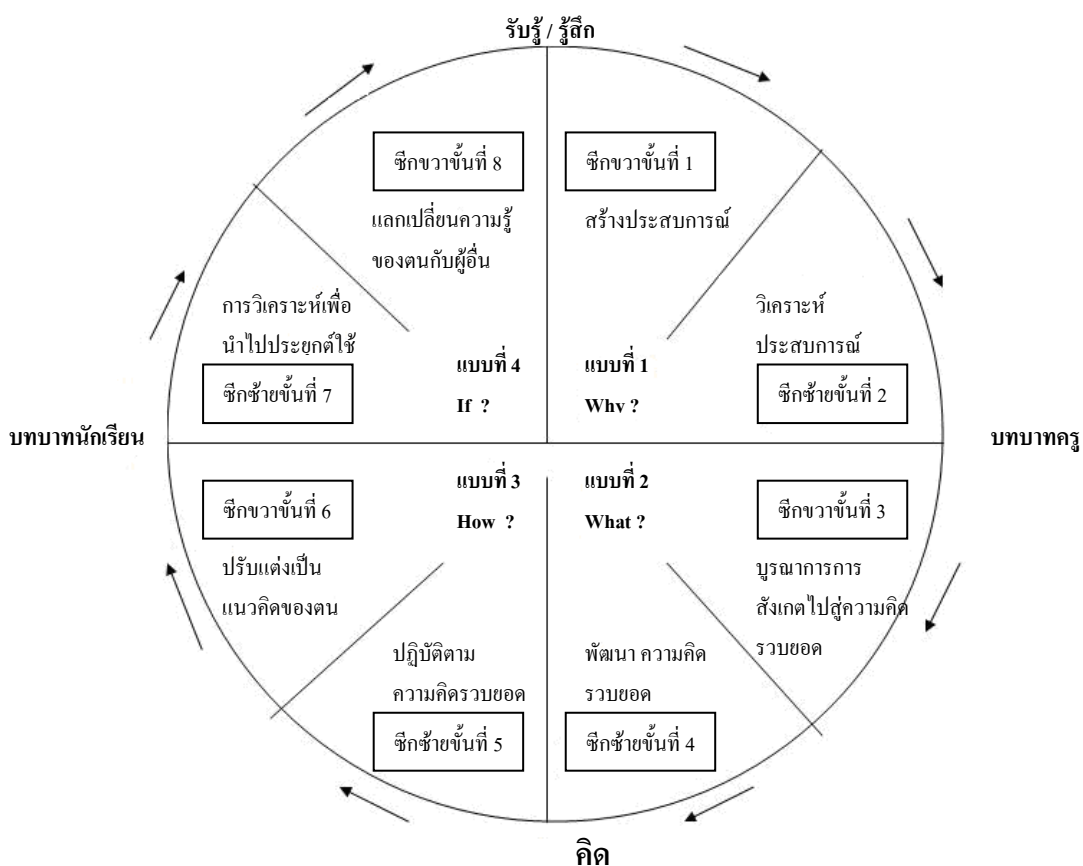 รับรู้ / รู้สึก
ซีกขวาขั้นที่ 8
แลกเปลี่ยนความรู้
ของตนกับผู้อื่น
ซีกขวาขั้นที่ 1
สร้างประสบการณ์
การวิเคราะห์เพื่อ
นำไปประยุกต์ใช้
ซีกซ้ายขั้นที่ 7
แบบที่ 4
If ?
แบบที่ 1
Why ?
วิเคราะห์
ประสบการณ์
ซีกซ้ายขั้นที่ 2
บทบาทนักเรียน
บทบาทครู
ซีกขวาขั้นที่ 6
ปรับแต่งเป็น
แนวคิดของตน
แบบที่ 3
How ?
แบบที่ 2
What ?
ซีกขวาขั้นที่ 3
บูรณาการการ
สังเกตไปสู่ความคิด
รวบยอด
ปฏิบัติตาม
ความคิดรวบยอด
ซีกซ้ายขั้นที่ 5
พัฒนา ความคิด
รวบยอด
ซีกซ้ายขั้นที่ 4
คิด